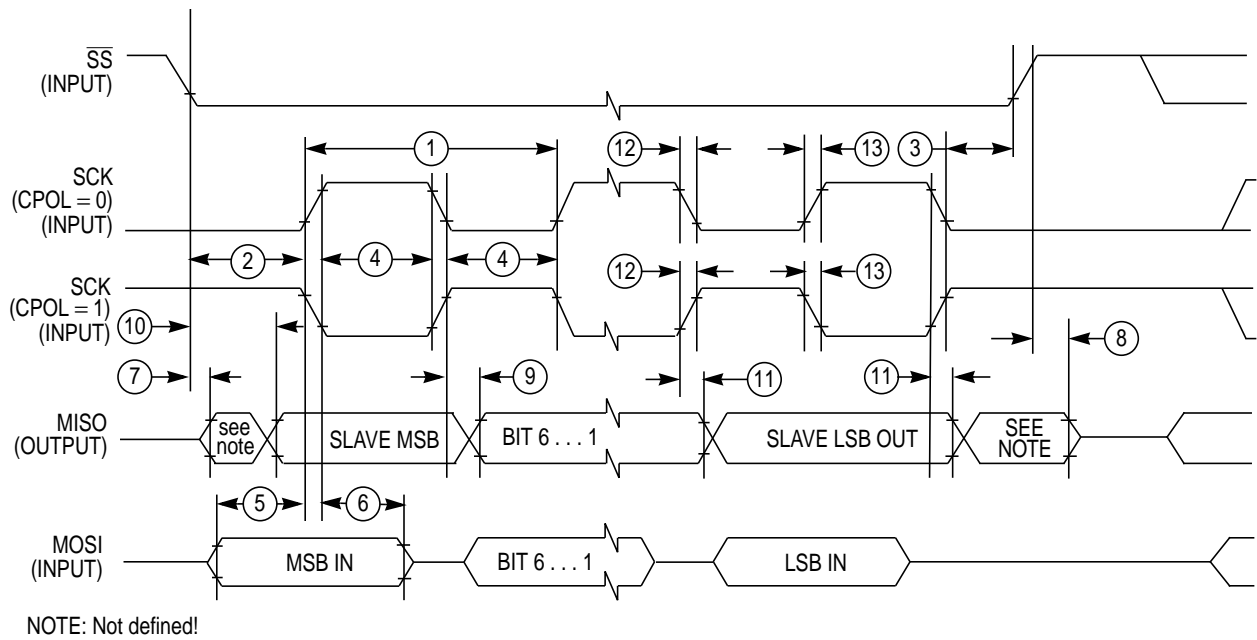 SS
(INPUT)
1
12
13
3
SCK
(CPOL = 0)
(INPUT)
2
4
4
12
13
SCK
(CPOL = 1)
(INPUT)
10
8
7
9
11
11
MISO
(OUTPUT)
see
note
SLAVE MSB
BIT 6 . . . 1
SLAVE LSB OUT
SEE
NOTE
5
6
MOSI
(INPUT)
MSB IN
BIT 6 . . . 1
LSB IN
NOTE: Not defined!